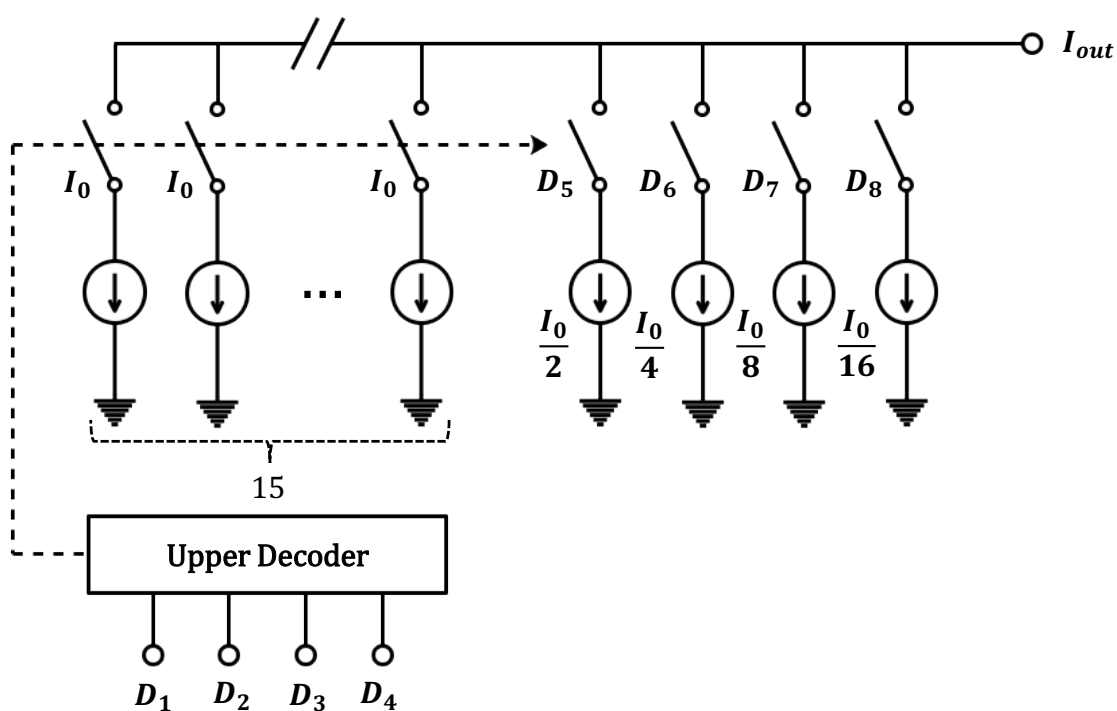 I_out
I_0 I_0 I_0 D_5 D_6 D_7 D_8
...
I_0/2 I_0/4 I_0/8 I_0/16
15
Upper Decoder
D_1 D_2 D_3 D_4